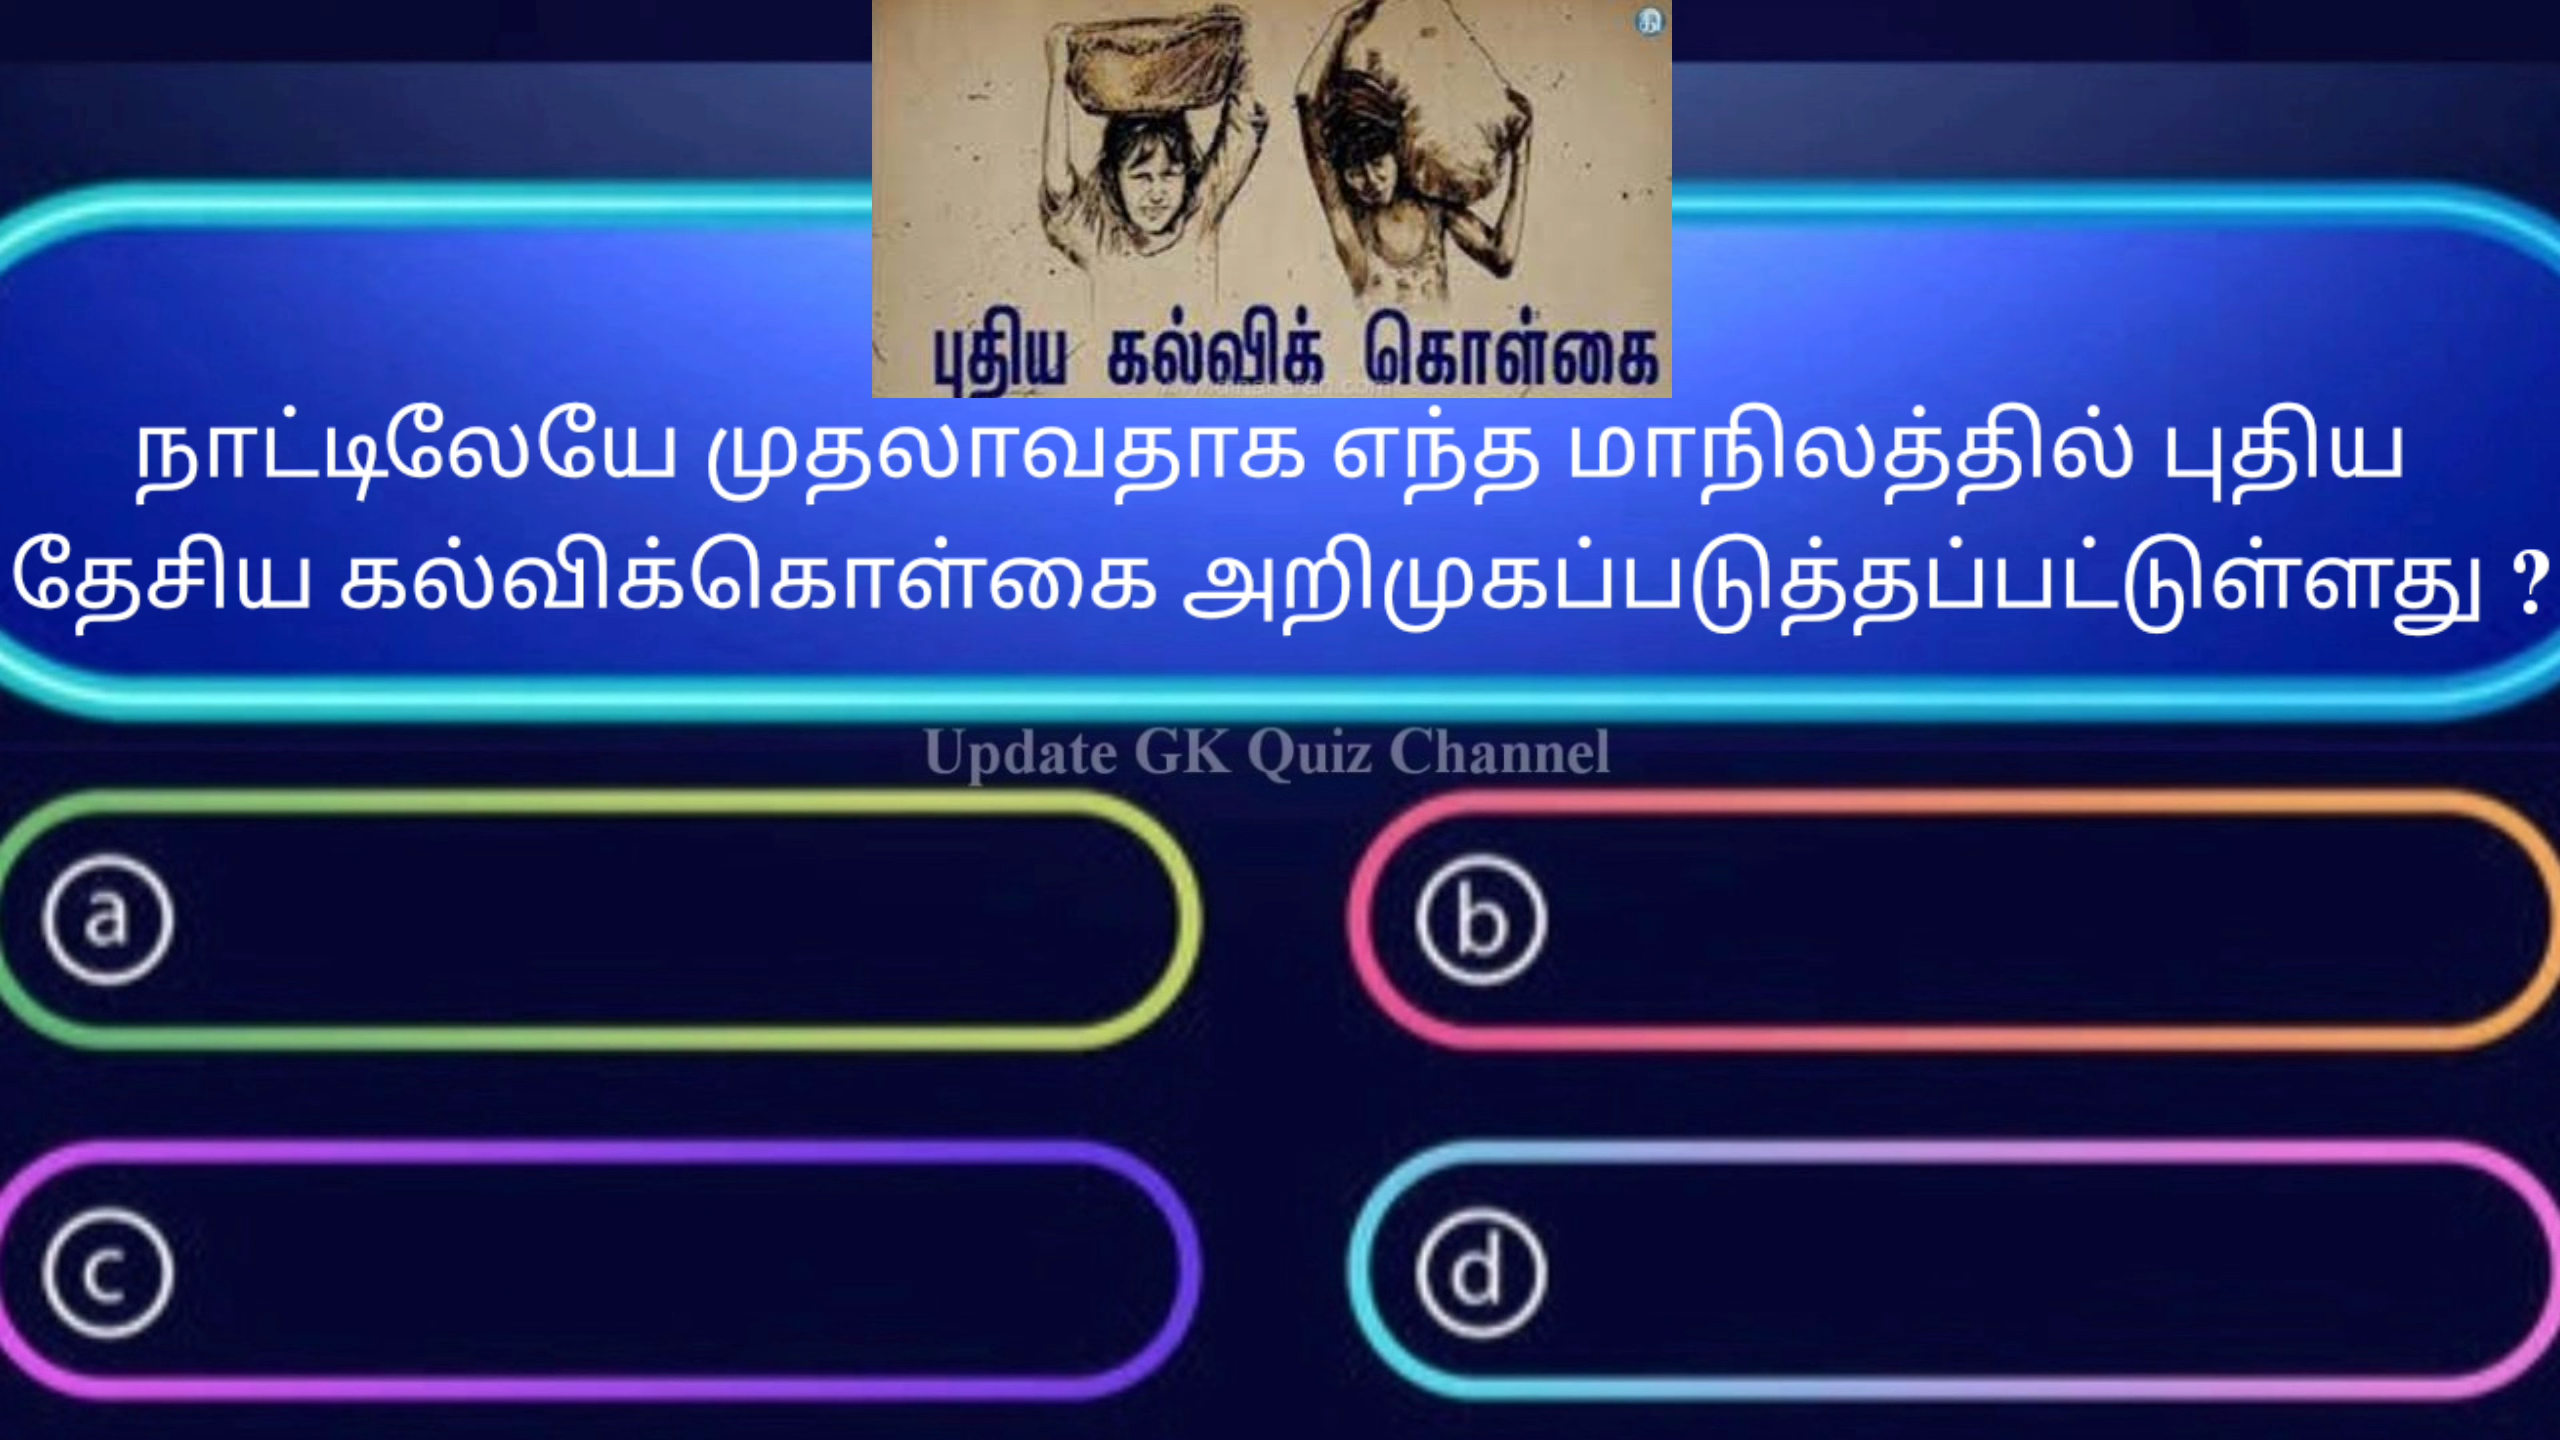 புதிய கல்விக் கொள்கை
நாட்டிலேயே முதலாவதாக எந்த மாநிலத்தில் புதிய
தேசிய கல்விக்கொள்கை அறிமுகப்படுத்தப்பட்டுள்ளது ?
Update GK Quiz Channel
a
b
c
d